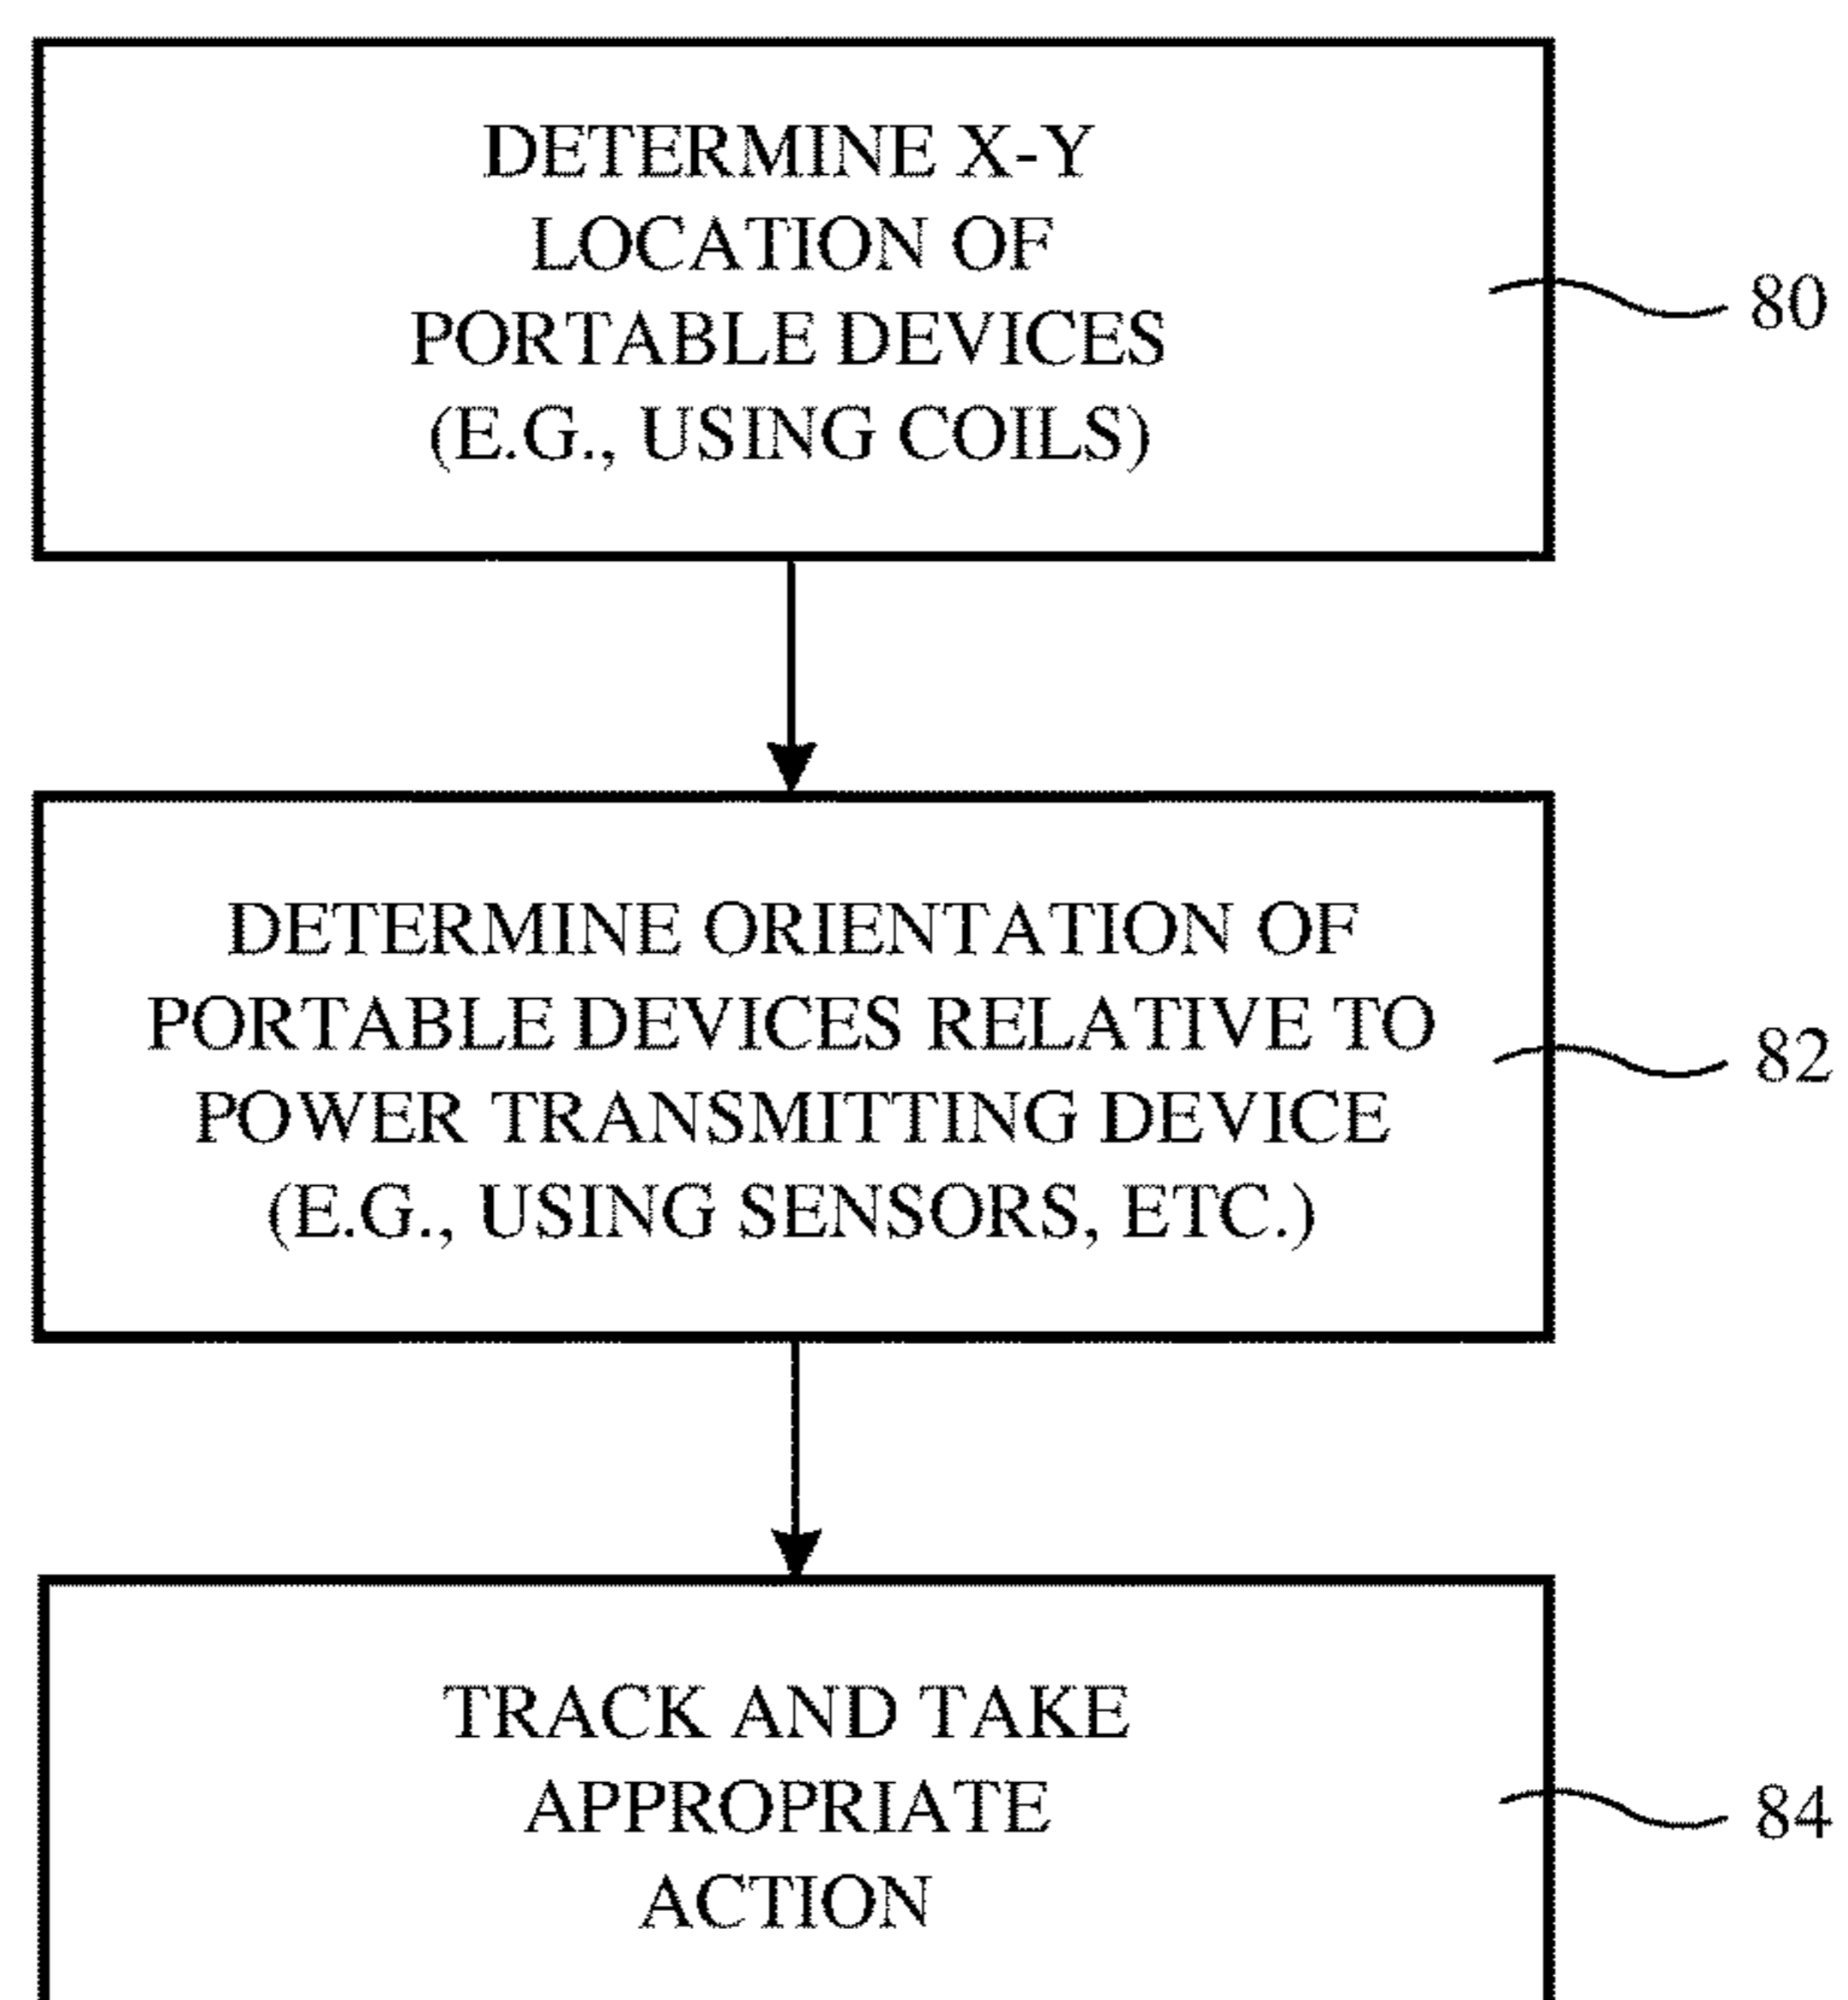 DETERMINE X-Y
LOCATION OF
PORTABLE DEVICES
(E.G., USING COILS)
80
DETERMINE ORIENTATION OF
PORTABLE DEVICES RELATIVE TO
POWER TRANSMITTING DEVICE
(E.G., USING SENSORS, ETC.)
82
TRACK AND TAKE
APPROPRIATE
ACTION
84